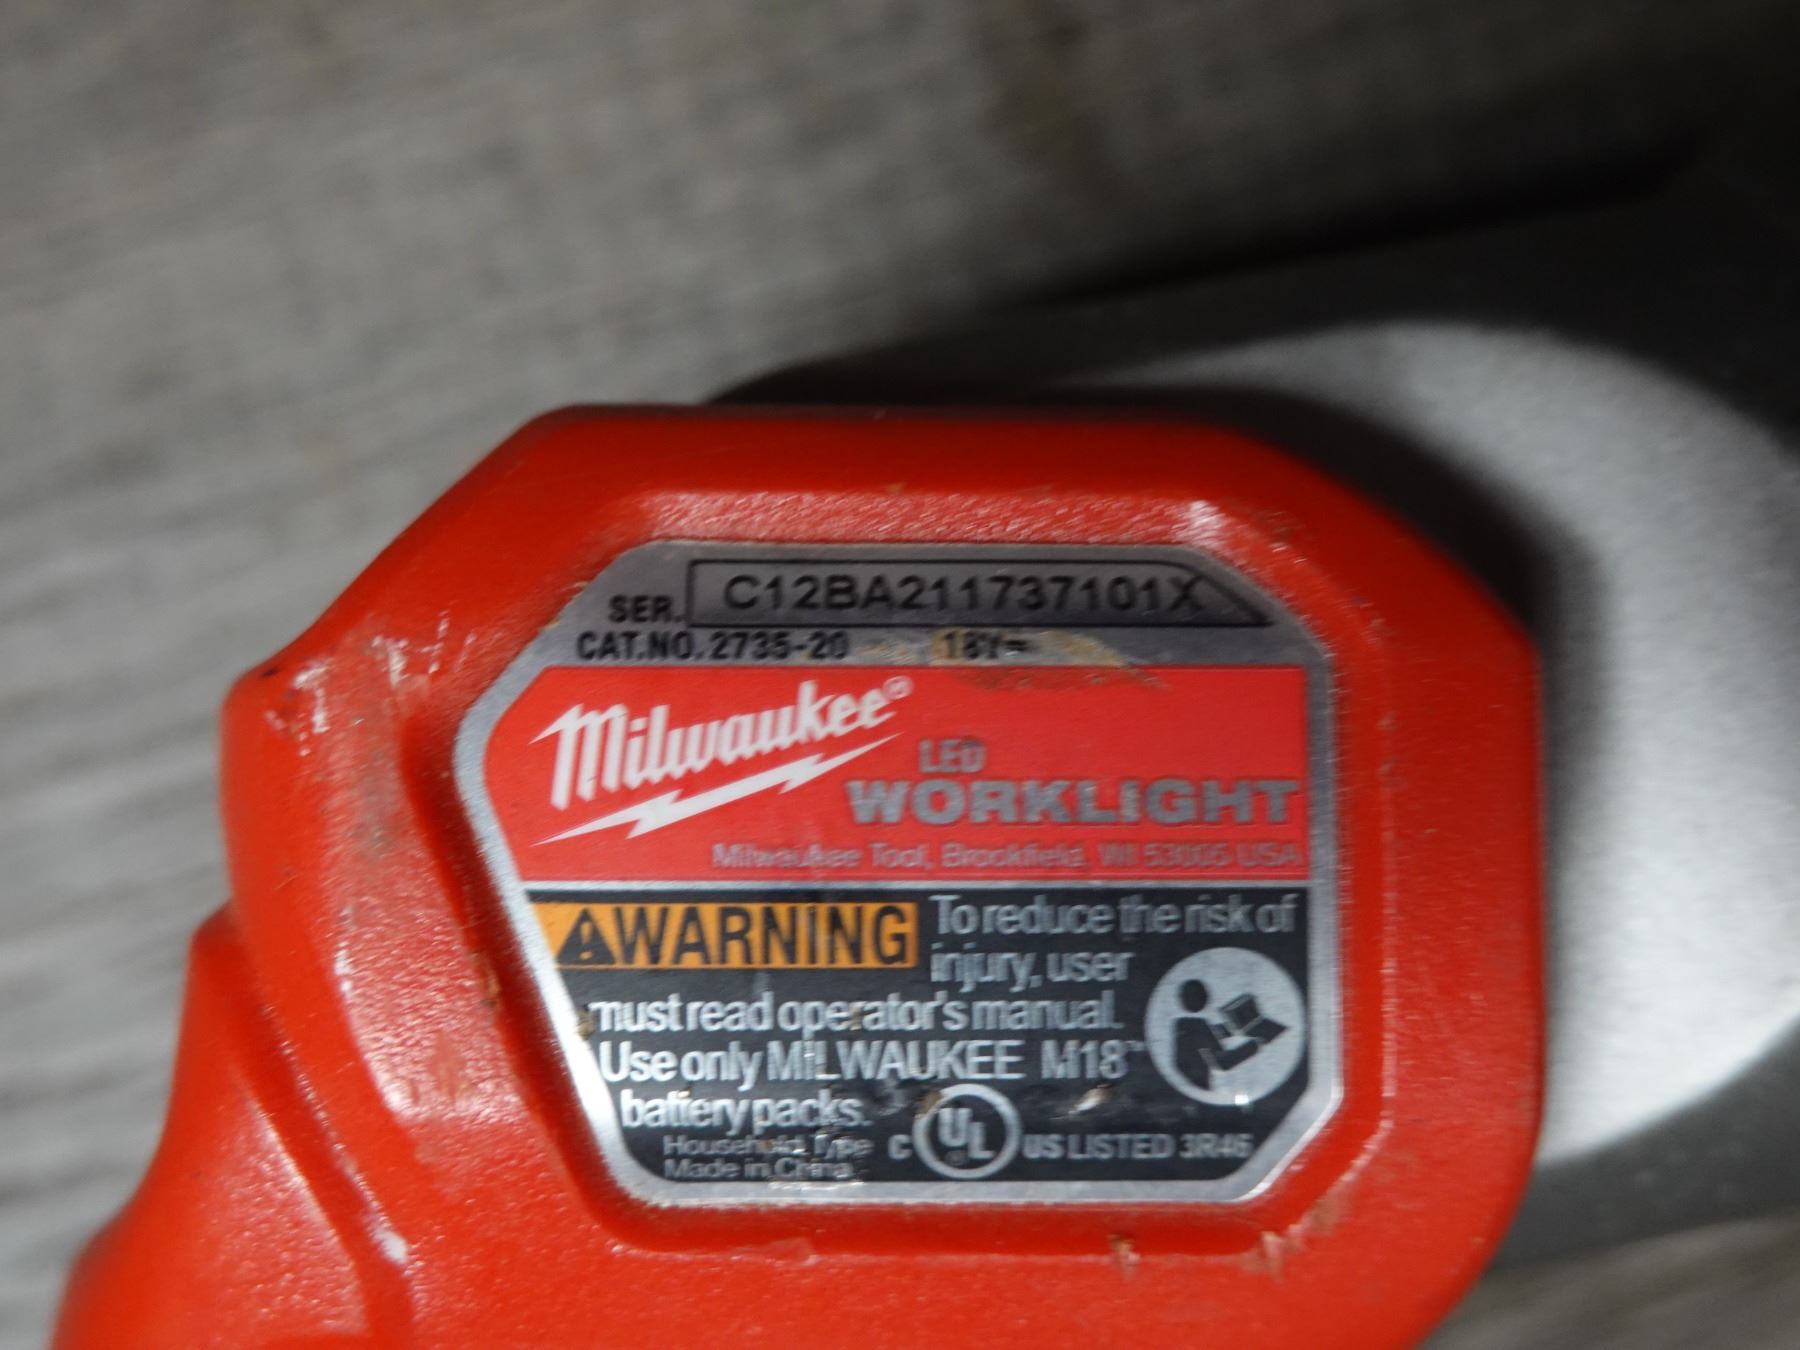 SER. C12BA211737101X
CAT.NO. 2735-20 18V⎓
Milwaukee®
LED
WORKLIGHT
Milwaukee Tool, Brookfield, WI 53005 USA
⚠WARNING To reduce the risk of
injury, user
must read operator's manual.
Use only MILWAUKEE M18™
battery packs.
Household Type
Made in China
C UL® US LISTED 3R46